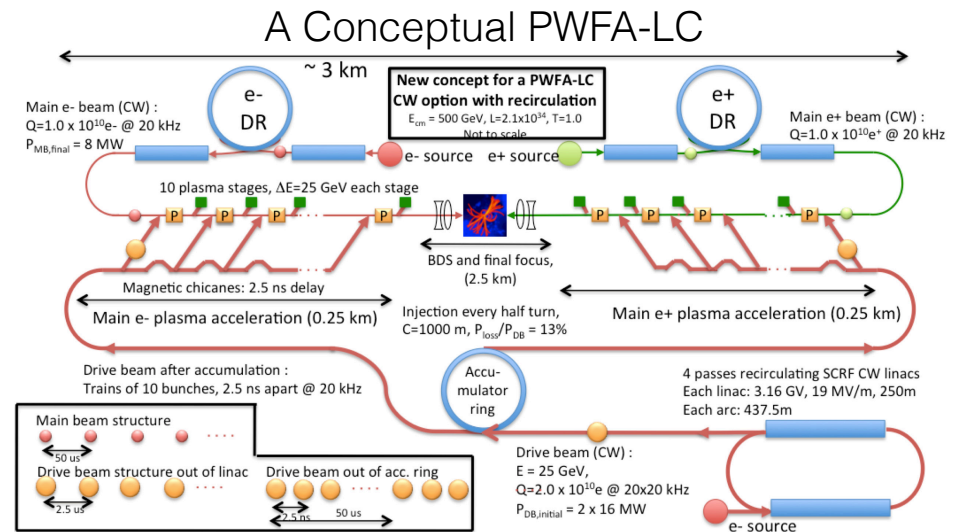 A Conceptual PWFA-LC
~ 3 km
New concept for a PWFA-LC
CW option with recirculation
E_cm = 500 GeV, L=2.1x10^34, T=1.0
Not to scale
Main e- beam (CW) :
Q=1.0 x 10^10e- @ 20 kHz
P_MB,final = 8 MW
e-
DR
e+
DR
Main e+ beam (CW) :
Q=1.0 x 10^10e^+ @ 20 kHz
e- source
e+ source
10 plasma stages, ΔE=25 GeV each stage
P
P
P
P
P
P
P
P
BDS and final focus,
(2.5 km)
Magnetic chicanes: 2.5 ns delay
Main e- plasma acceleration (0.25 km)
Injection every half turn,
C=1000 m, P_loss/P_DB = 13%
Main e+ plasma acceleration (0.25 km)
Drive beam after accumulation :
Trains of 10 bunches, 2.5 ns apart @ 20 kHz
Accu-
mulator
ring
4 passes recirculating SCRF CW linacs
Each linac: 3.16 GV, 19 MV/m, 250m
Each arc: 437.5m
Main beam structure
50 us
Drive beam structure out of linac
2.5 us
Drive beam out of acc. ring
2.5 ns
50 us
Drive beam (CW) :
E = 25 GeV,
Q=2.0 x 10^10e @ 20x20 kHz
P_DB,initial = 2 x 16 MW
e- source